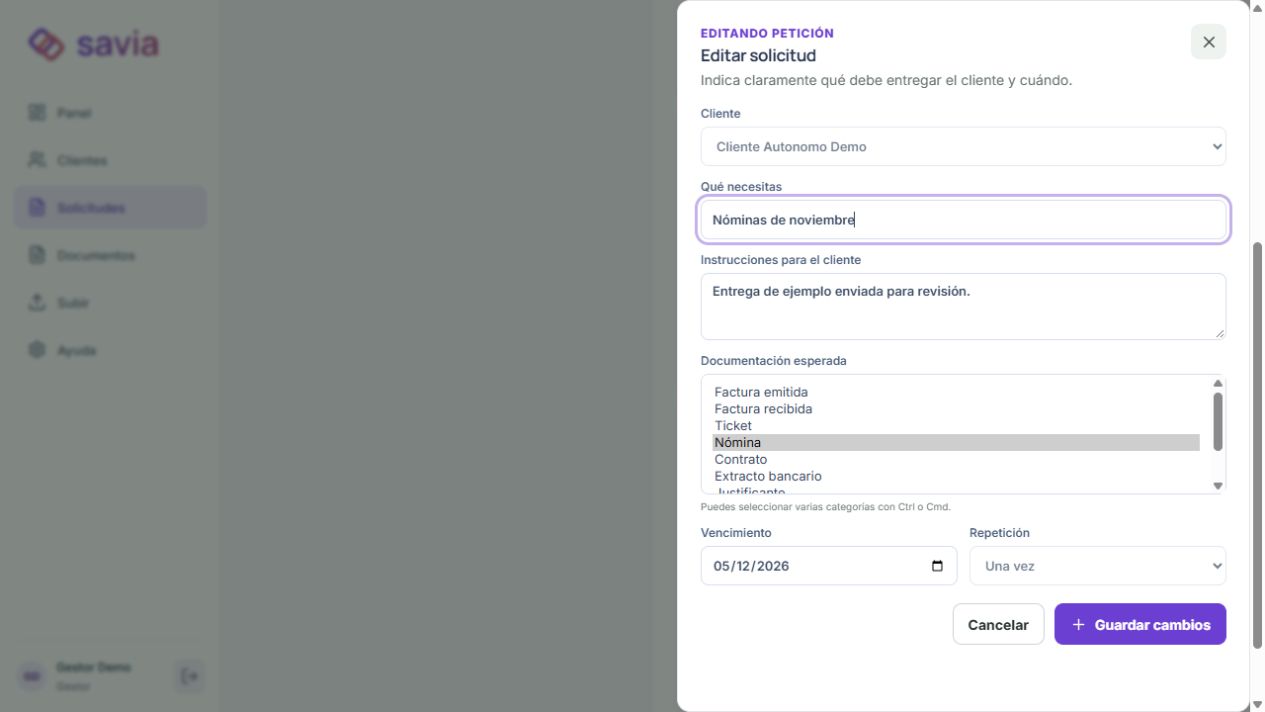 savia
Panel
Clientes
Solicitudes
Documentos
Subir
Ayuda
Gestor Demo
Gestor
EDITANDO PETICIÓN
Editar solicitud
Indica claramente qué debe entregar el cliente y cuándo.
Cliente
Cliente Autonomo Demo
Qué necesitas
Nóminas de noviembre
Instrucciones para el cliente
Entrega de ejemplo enviada para revisión.
Documentación esperada
Factura emitida
Factura recibida
Ticket
Nómina
Contrato
Extracto bancario
Justificante
Puedes seleccionar varias categorías con Ctrl o Cmd.
Vencimiento
Repetición
05/12/2026
Una vez
Cancelar
+ Guardar cambios